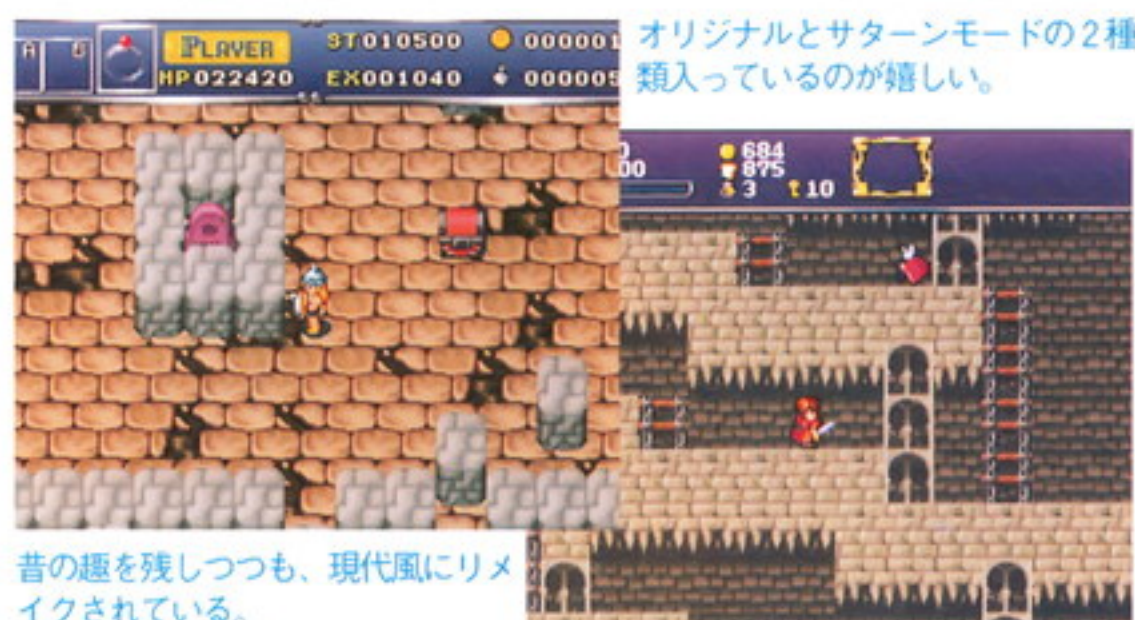 A B PLAYER ST010500 000001
HP022420 EX001040 000005
オリジナルとサターンモードの2種
類入っているのが嬉しい。
684
00 875
3 10
昔の趣を残しつつも、現代風にリメ
イクされている。